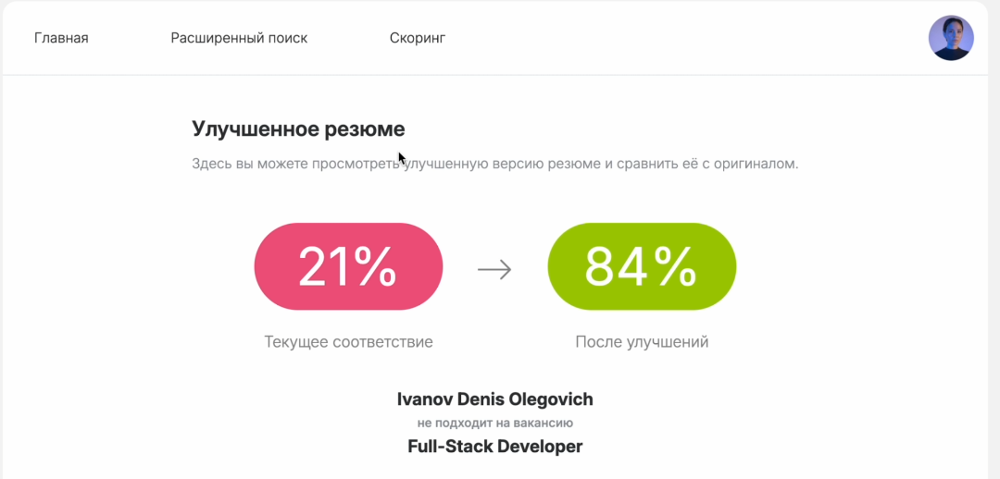 Главная Расширенный поиск Скоринг
Улучшенное резюме
Здесь вы можете просмотреть улучшенную версию резюме и сравнить её с оригиналом.
21% 84%
Текущее соответствие После улучшений
Ivanov Denis Olegovich
не подходит на вакансию
Full-Stack Developer